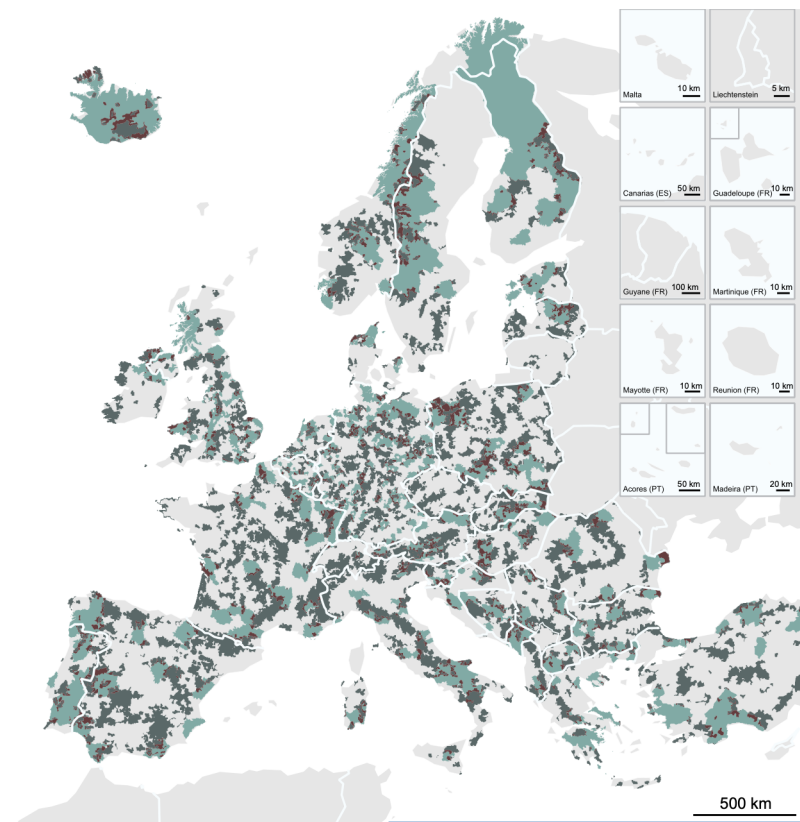 Malta
10 km
Liechtenstein
5 km
Canarias (ES)
50 km
Guadeloupe (FR)
10 km
Guyane (FR)
100 km
Martinique (FR)
10 km
Mayotte (FR)
10 km
Reunion (FR)
10 km
Acores (PT)
50 km
Madeira (PT)
20 km
500 km